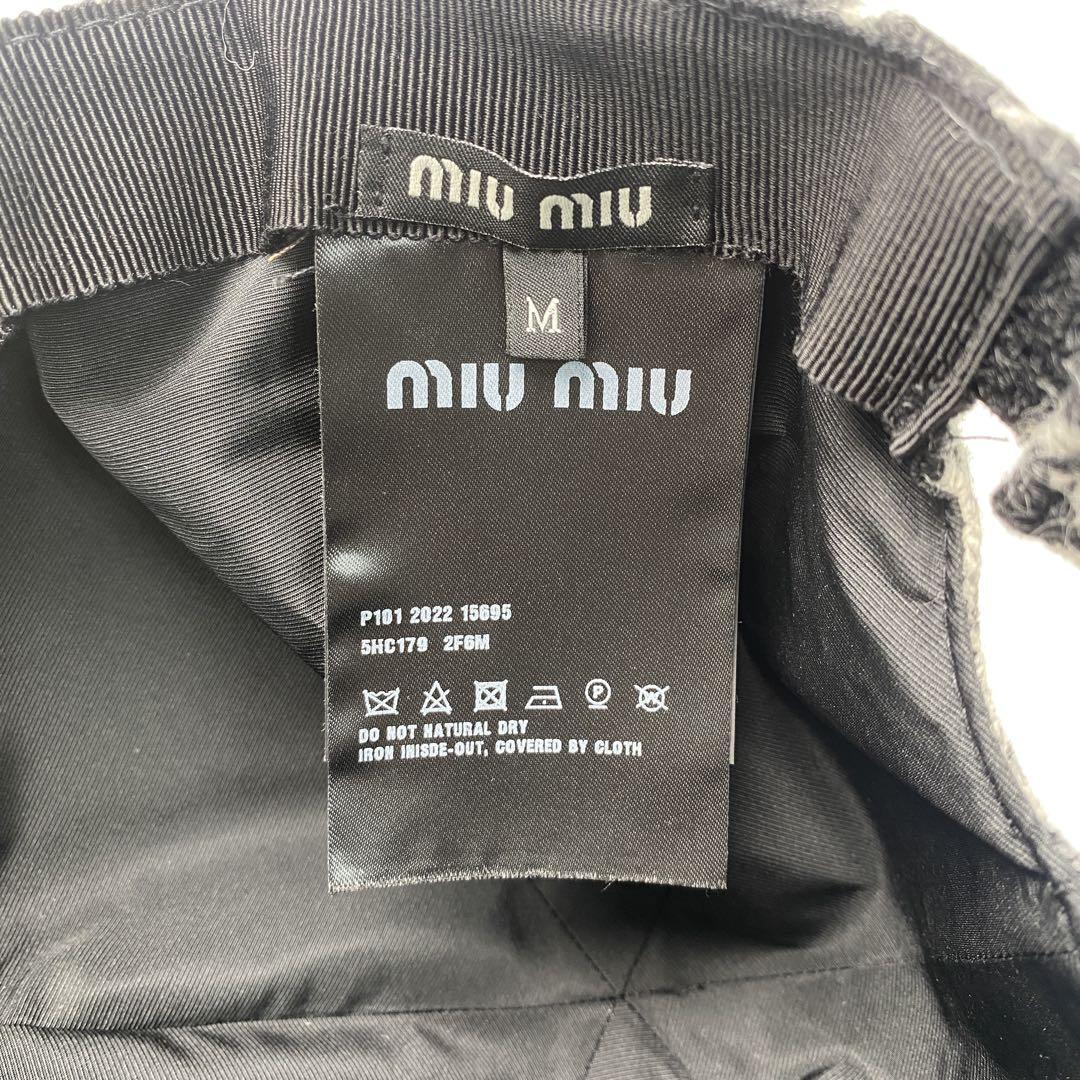 miu miu
M
miu miu
P101 2022 15695
5HC179 2F6M
P
DO NOT NATURAL DRY
IRON INISDE-OUT, COVERED BY CLOTH